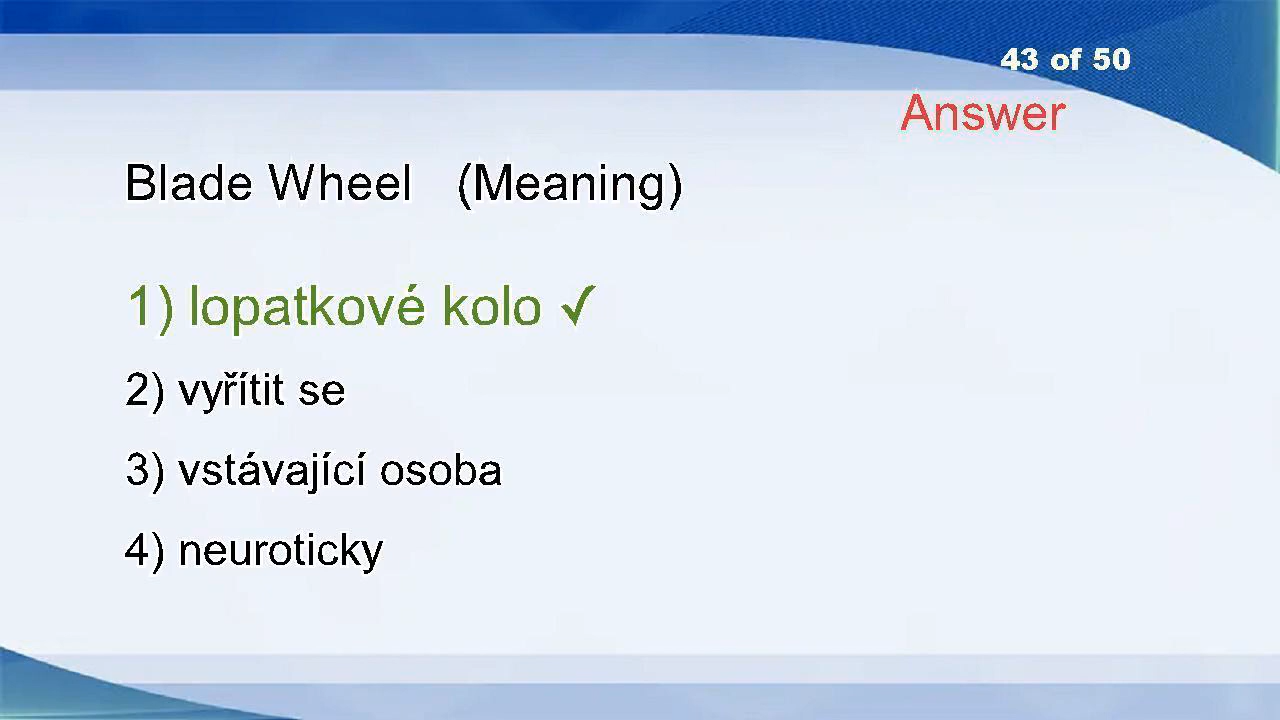 43 of 50
Answer
Blade Wheel (Meaning)
1) lopatkové kolo ✓
2) vyřítit se
3) vstávající osoba
4) neuroticky